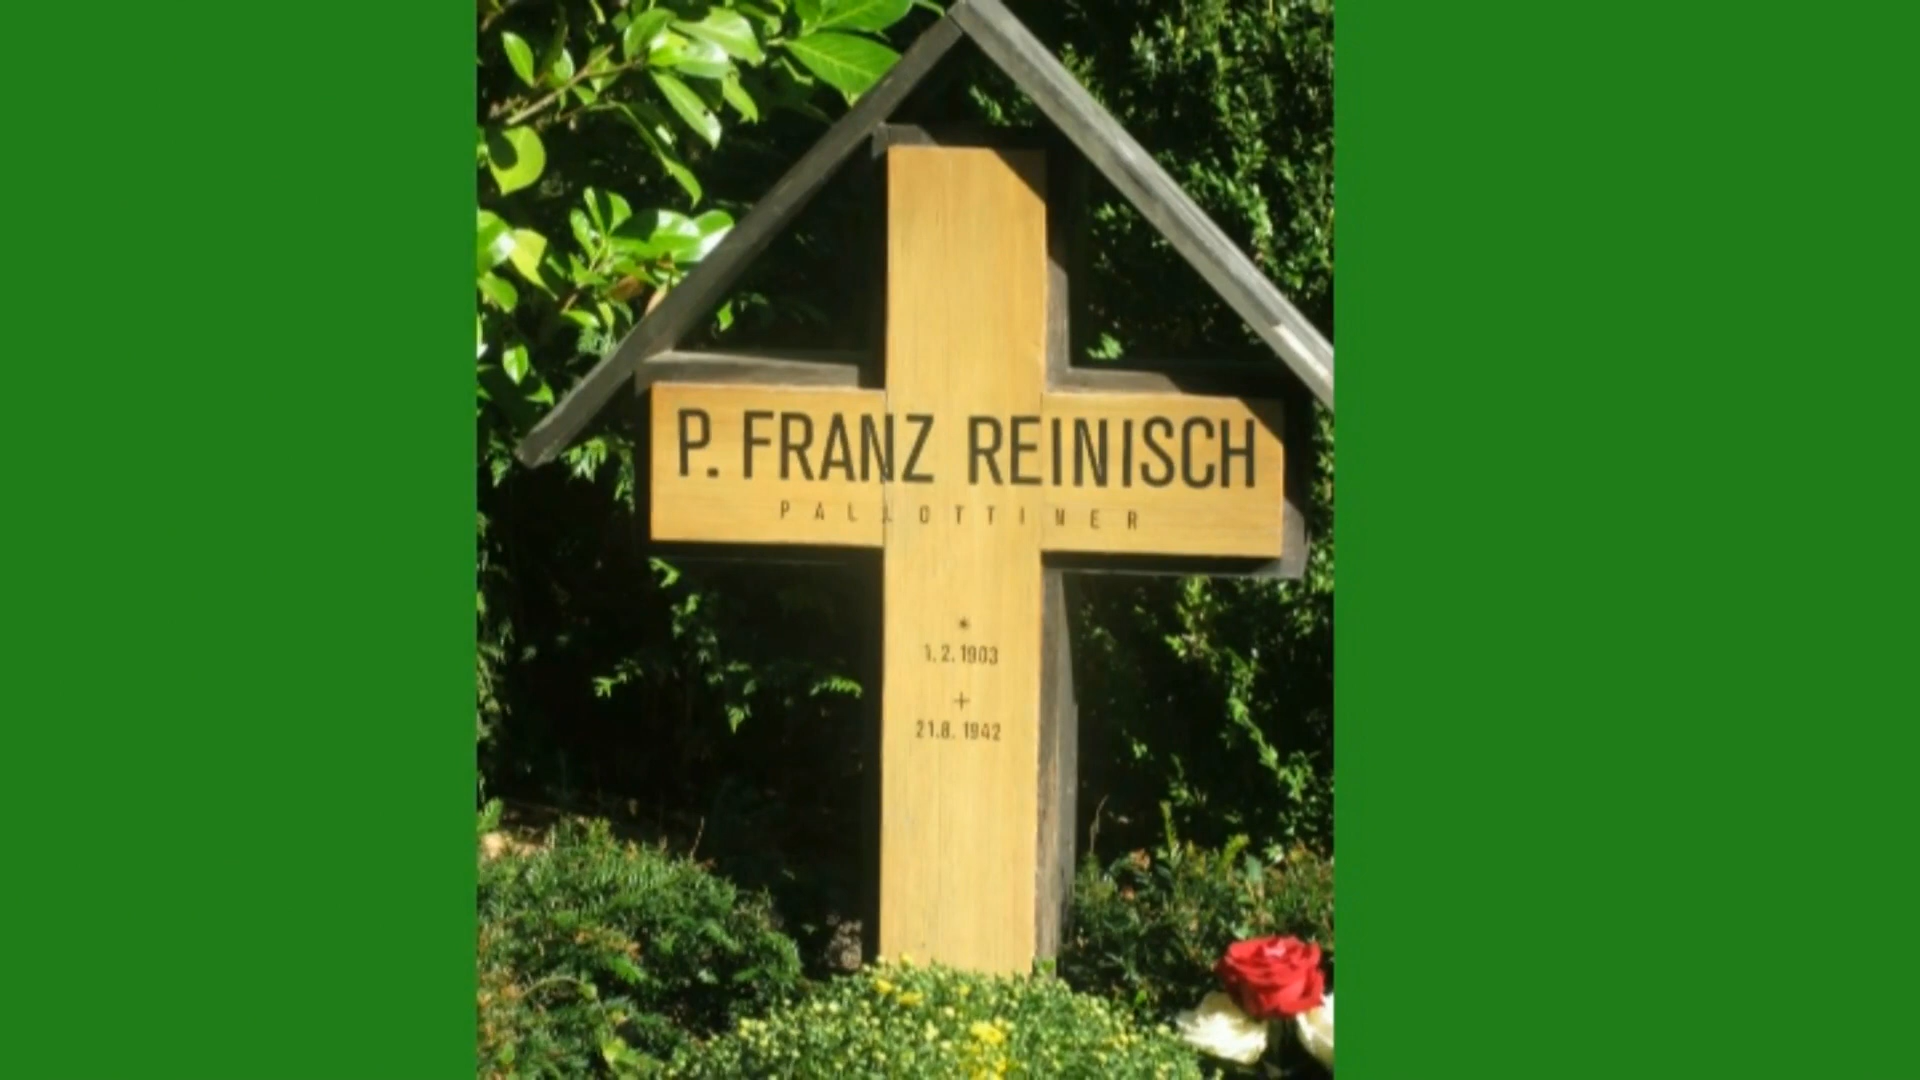 P. FRANZ REINISCH
PALLOTTINER
*
1.2.1903
+
21.8.1942